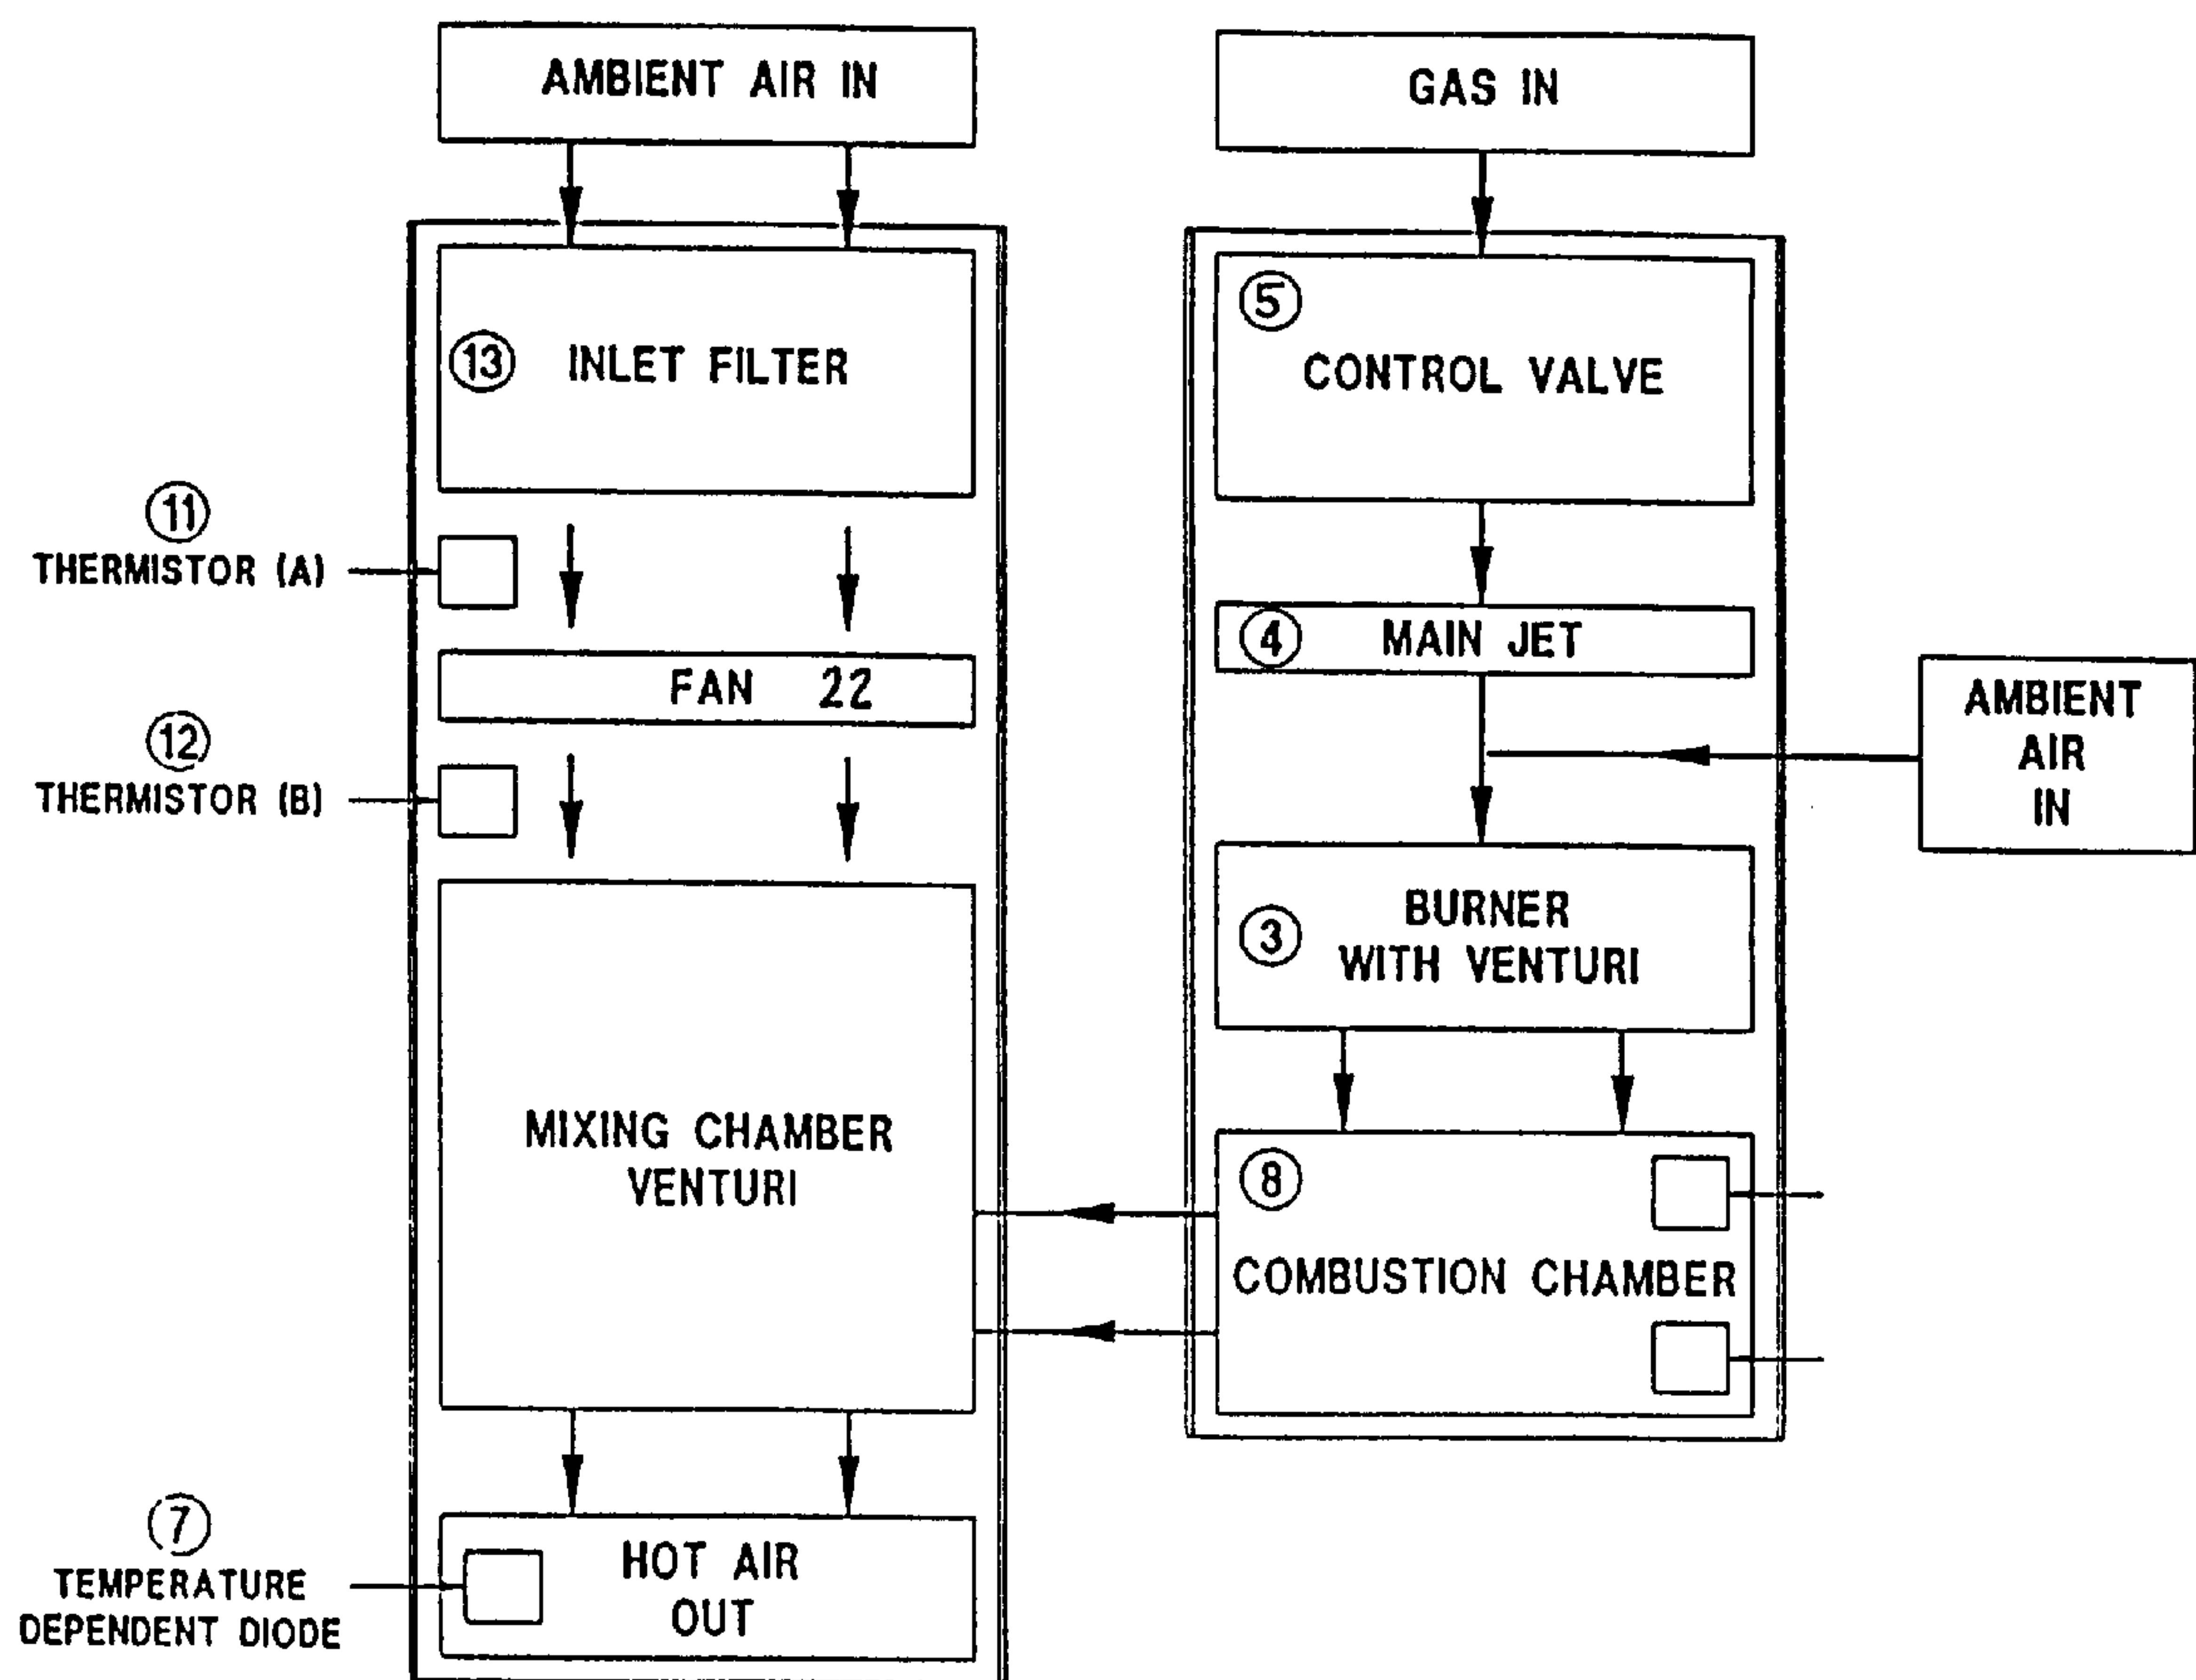 AMBIENT AIR IN
GAS IN
13 INLET FILTER
5
CONTROL VALVE
11
THERMISTOR (A)
4 MAIN JET
FAN 22
AMBIENT
AIR
IN
12
THERMISTOR (B)
3
BURNER
WITH VENTURI
MIXING CHAMBER
VENTURI
8
COMBUSTION CHAMBER
7
TEMPERATURE
DEPENDENT DIODE
HOT AIR
OUT